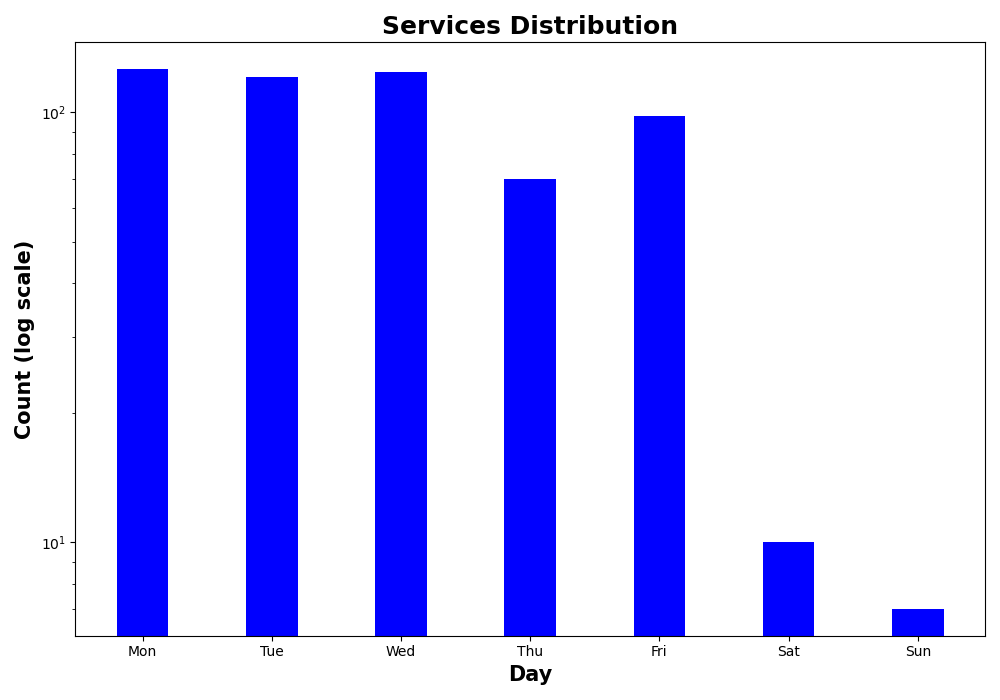 Services Distribution
10²
10¹
Count (log scale)
Mon Tue Wed Thu Fri Sat Sun
Day